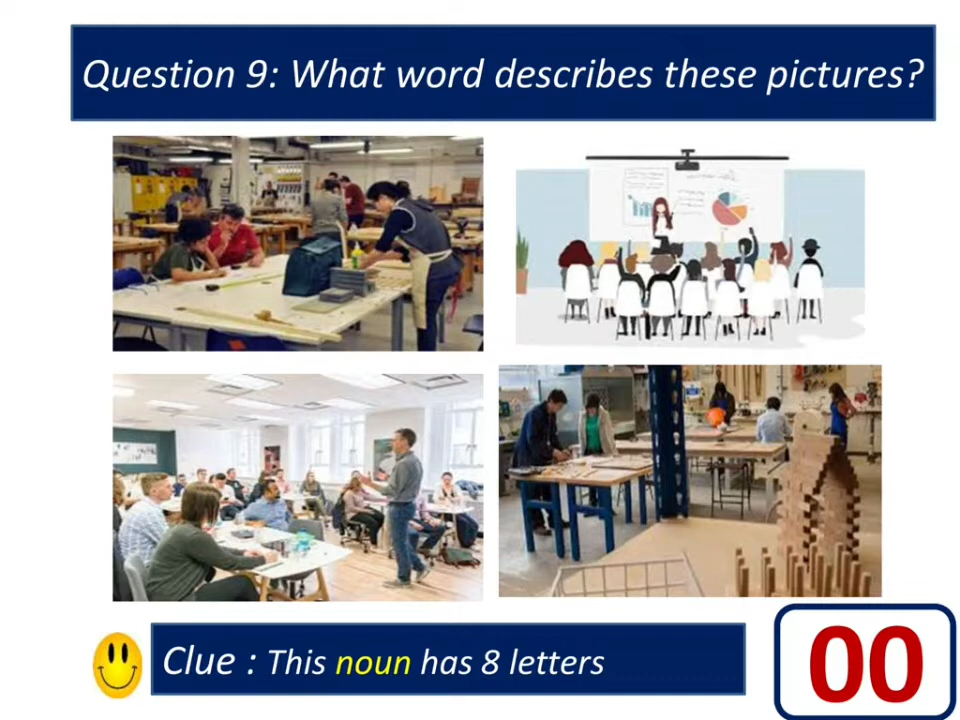 Question 9: What word describes these pictures?
Clue : This noun has 8 letters
00